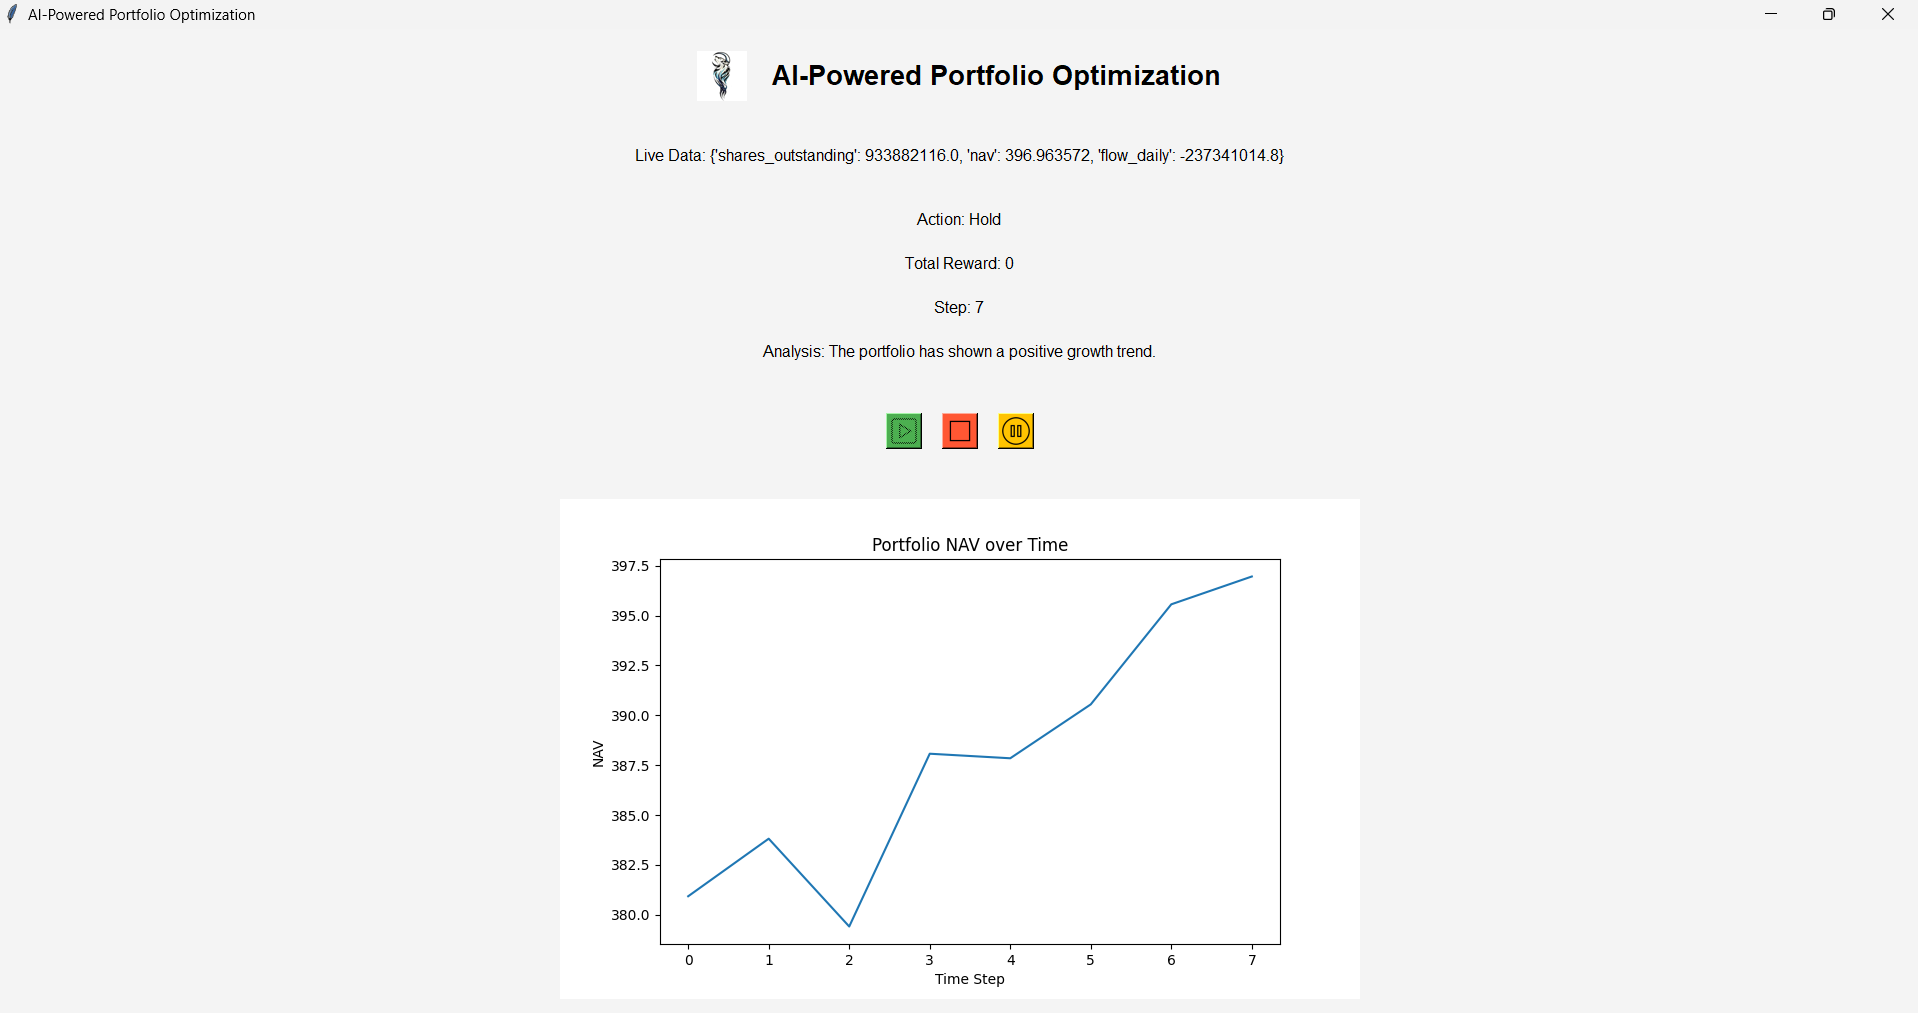 AI-Powered Portfolio Optimization
AI-Powered Portfolio Optimization
Live Data: {'shares_outstanding': 933882116.0, 'nav': 396.963572, 'flow_daily': -237341014.8}
Action: Hold
Total Reward: 0
Step: 7
Analysis: The portfolio has shown a positive growth trend.
Portfolio NAV over Time
397.5
395.0
392.5
390.0
387.5
385.0
382.5
380.0
NAV
0 1 2 3 4 5 6 7
Time Step